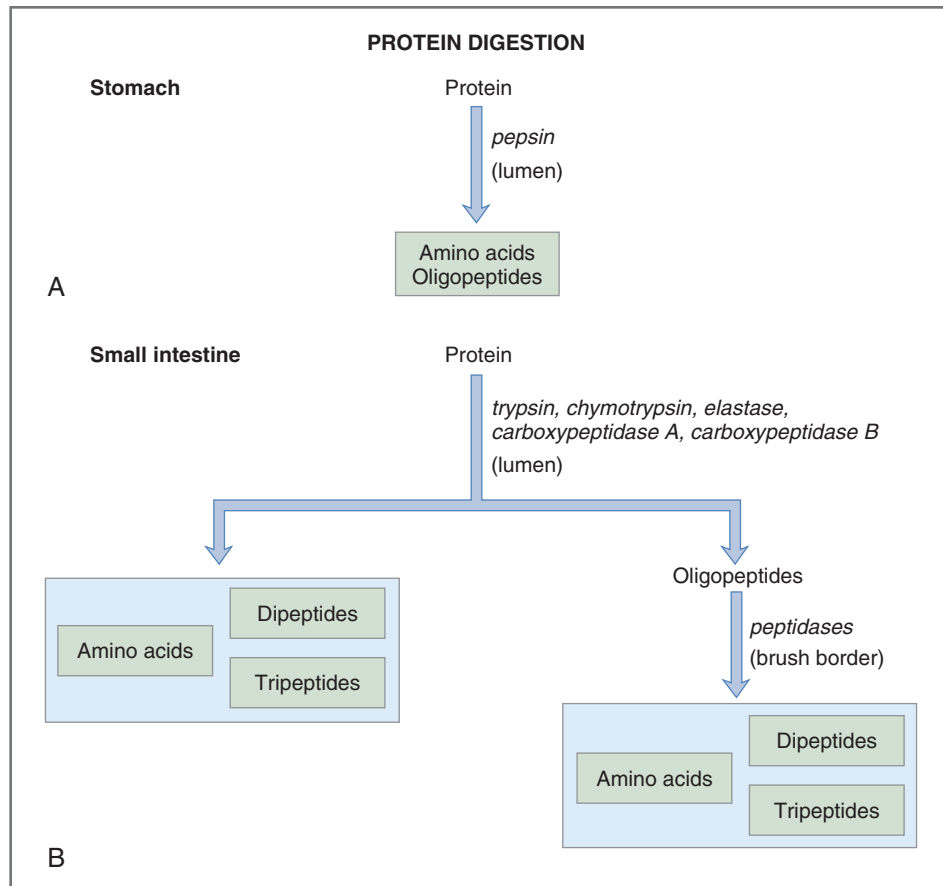 PROTEIN DIGESTION
Stomach
Protein
pepsin
(lumen)
Amino acids
Oligopeptides
A
Small intestine
Protein
trypsin, chymotrypsin, elastase,
carboxypeptidase A, carboxypeptidase B
(lumen)
Dipeptides
Amino acids
Tripeptides
Oligopeptides
peptidases
(brush border)
Dipeptides
Amino acids
Tripeptides
B